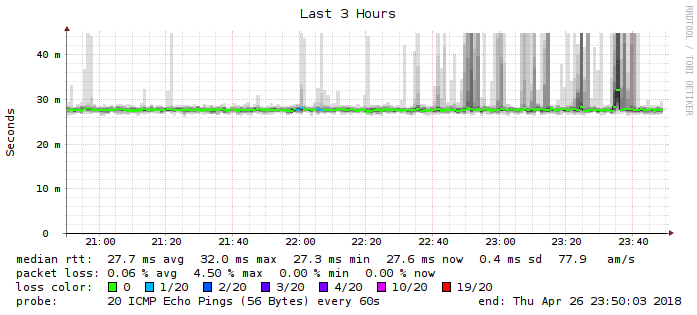 Last 3 Hours
RRDTOOL / TOBI OETIKER
Seconds
40 m
30 m
20 m
10 m
0
21:00 21:20 21:40 22:00 22:20 22:40 23:00 23:20 23:40
median rtt: 27.7 ms avg 32.0 ms max 27.3 ms min 27.6 ms now 0.4 ms sd 77.9 am/s
packet loss: 0.06 % avg 4.50 % max 0.00 % min 0.00 % now
loss color: 0 1/20 2/20 3/20 4/20 10/20 19/20
probe: 20 ICMP Echo Pings (56 Bytes) every 60s end: Thu Apr 26 23:50:03 2018